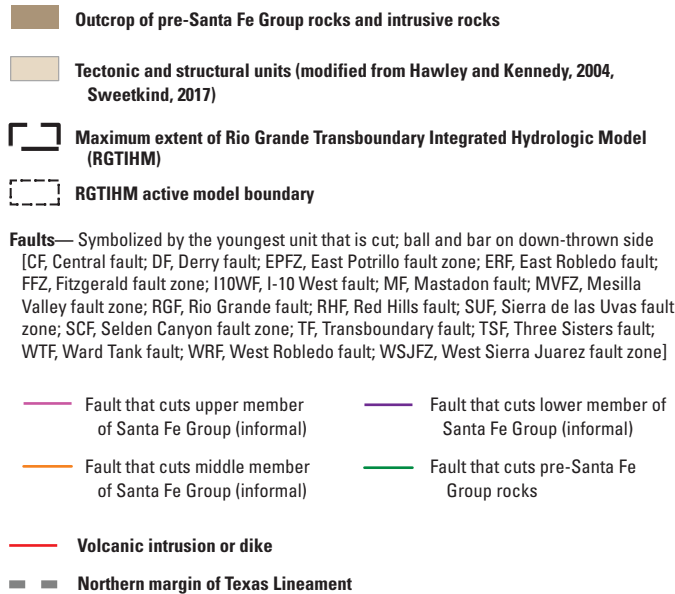 Outcrop of pre-Santa Fe Group rocks and intrusive rocks
Tectonic and structural units (modified from Hawley and Kennedy, 2004,
Sweetkind, 2017)
Maximum extent of Rio Grande Transboundary Integrated Hydrologic Model
(RGTIHM)
RGTIHM active model boundary
Faults— Symbolized by the youngest unit that is cut; ball and bar on down-thrown side
[CF, Central fault; DF, Derry fault; EPFZ, East Potrillo fault zone; ERF, East Robledo fault;
FFZ, Fitzgerald fault zone; I10WF, I-10 West fault; MF, Mastadon fault; MVFZ, Mesilla
Valley fault zone; RGF, Rio Grande fault; RHF, Red Hills fault; SUF, Sierra de las Uvas fault
zone; SCF, Selden Canyon fault zone; TF, Transboundary fault; TSF, Three Sisters fault;
WTF, Ward Tank fault; WRF, West Robledo fault; WSJFZ, West Sierra Juarez fault zone]
Fault that cuts upper member
of Santa Fe Group (informal)
Fault that cuts lower member of
Santa Fe Group (informal)
Fault that cuts middle member
of Santa Fe Group (informal)
Fault that cuts pre-Santa Fe
Group rocks
Volcanic intrusion or dike
Northern margin of Texas Lineament